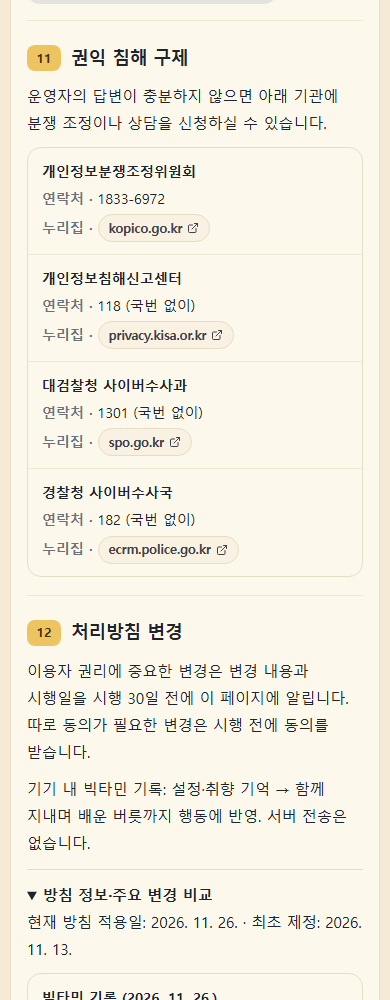 11 권익 침해 구제
운영자의 답변이 충분하지 않으면 아래 기관에
분쟁 조정이나 상담을 신청하실 수 있습니다.
개인정보분쟁조정위원회
연락처 · 1833-6972
누리집 · kopico.go.kr
개인정보침해신고센터
연락처 · 118 (국번 없이)
누리집 · privacy.kisa.or.kr
대검찰청 사이버수사과
연락처 · 1301 (국번 없이)
누리집 · spo.go.kr
경찰청 사이버수사국
연락처 · 182 (국번 없이)
누리집 · ecrm.police.go.kr
12 처리방침 변경
이용자 권리에 중요한 변경은 변경 내용과
시행일을 시행 30일 전에 이 페이지에 알립니다.
따로 동의가 필요한 변경은 시행 전에 동의를
받습니다.
기기 내 빅타민 기록: 설정·취향 기억 → 함께
지내며 배운 버릇까지 행동에 반영. 서버 전송은
없습니다.
▼ 방침 정보·주요 변경 비교
현재 방침 적용일: 2026. 11. 26. · 최초 제정: 2026.
11. 13.
빅타민 기록 (2026. 11. 26.)